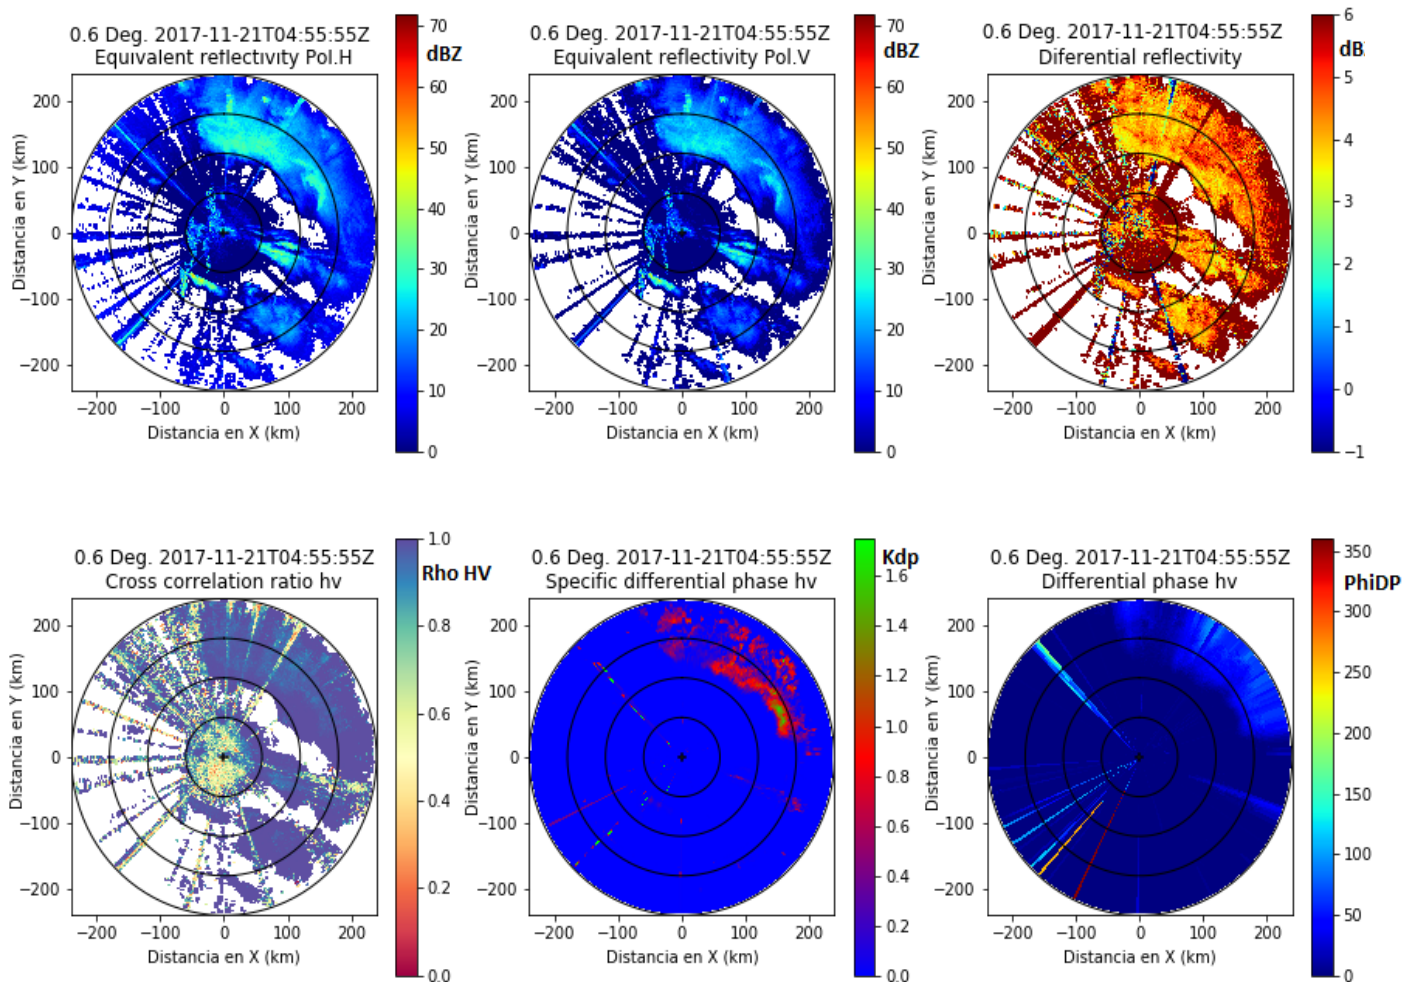 0.6 Deg. 2017-11-21T04:55:55Z
Equivalent reflectivity Pol.H
dBZ
70
60
50
40
30
20
10
0
200
100
0
−100
−200
Distancia en Y (km)
−200 −100 0 100 200
Distancia en X (km)
0.6 Deg. 2017-11-21T04:55:55Z
Equivalent reflectivity Pol.V
dBZ
70
60
50
40
30
20
10
0
200
100
0
−100
−200
Distancia en Y (km)
−200 −100 0 100 200
Distancia en X (km)
0.6 Deg. 2017-11-21T04:55:55Z
Diferential reflectivity
dB
6
5
4
3
2
1
0
−1
200
100
0
−100
−200
Distancia en Y (km)
−200 −100 0 100 200
Distancia en X (km)
0.6 Deg. 2017-11-21T04:55:55Z
Cross correlation ratio hv
Rho HV
1.0
0.8
0.6
0.4
0.2
0.0
200
100
0
−100
−200
Distancia en Y (km)
−200 −100 0 100 200
Distancia en X (km)
0.6 Deg. 2017-11-21T04:55:55Z
Specific differential phase hv
Kdp
1.6
1.4
1.2
1.0
0.8
0.6
0.4
0.2
0.0
200
100
0
−100
−200
Distancia en Y (km)
−200 −100 0 100 200
Distancia en X (km)
0.6 Deg. 2017-11-21T04:55:55Z
Differential phase hv
PhiDP
350
300
250
200
150
100
50
0
200
100
0
−100
−200
Distancia en Y (km)
−200 −100 0 100 200
Distancia en X (km)